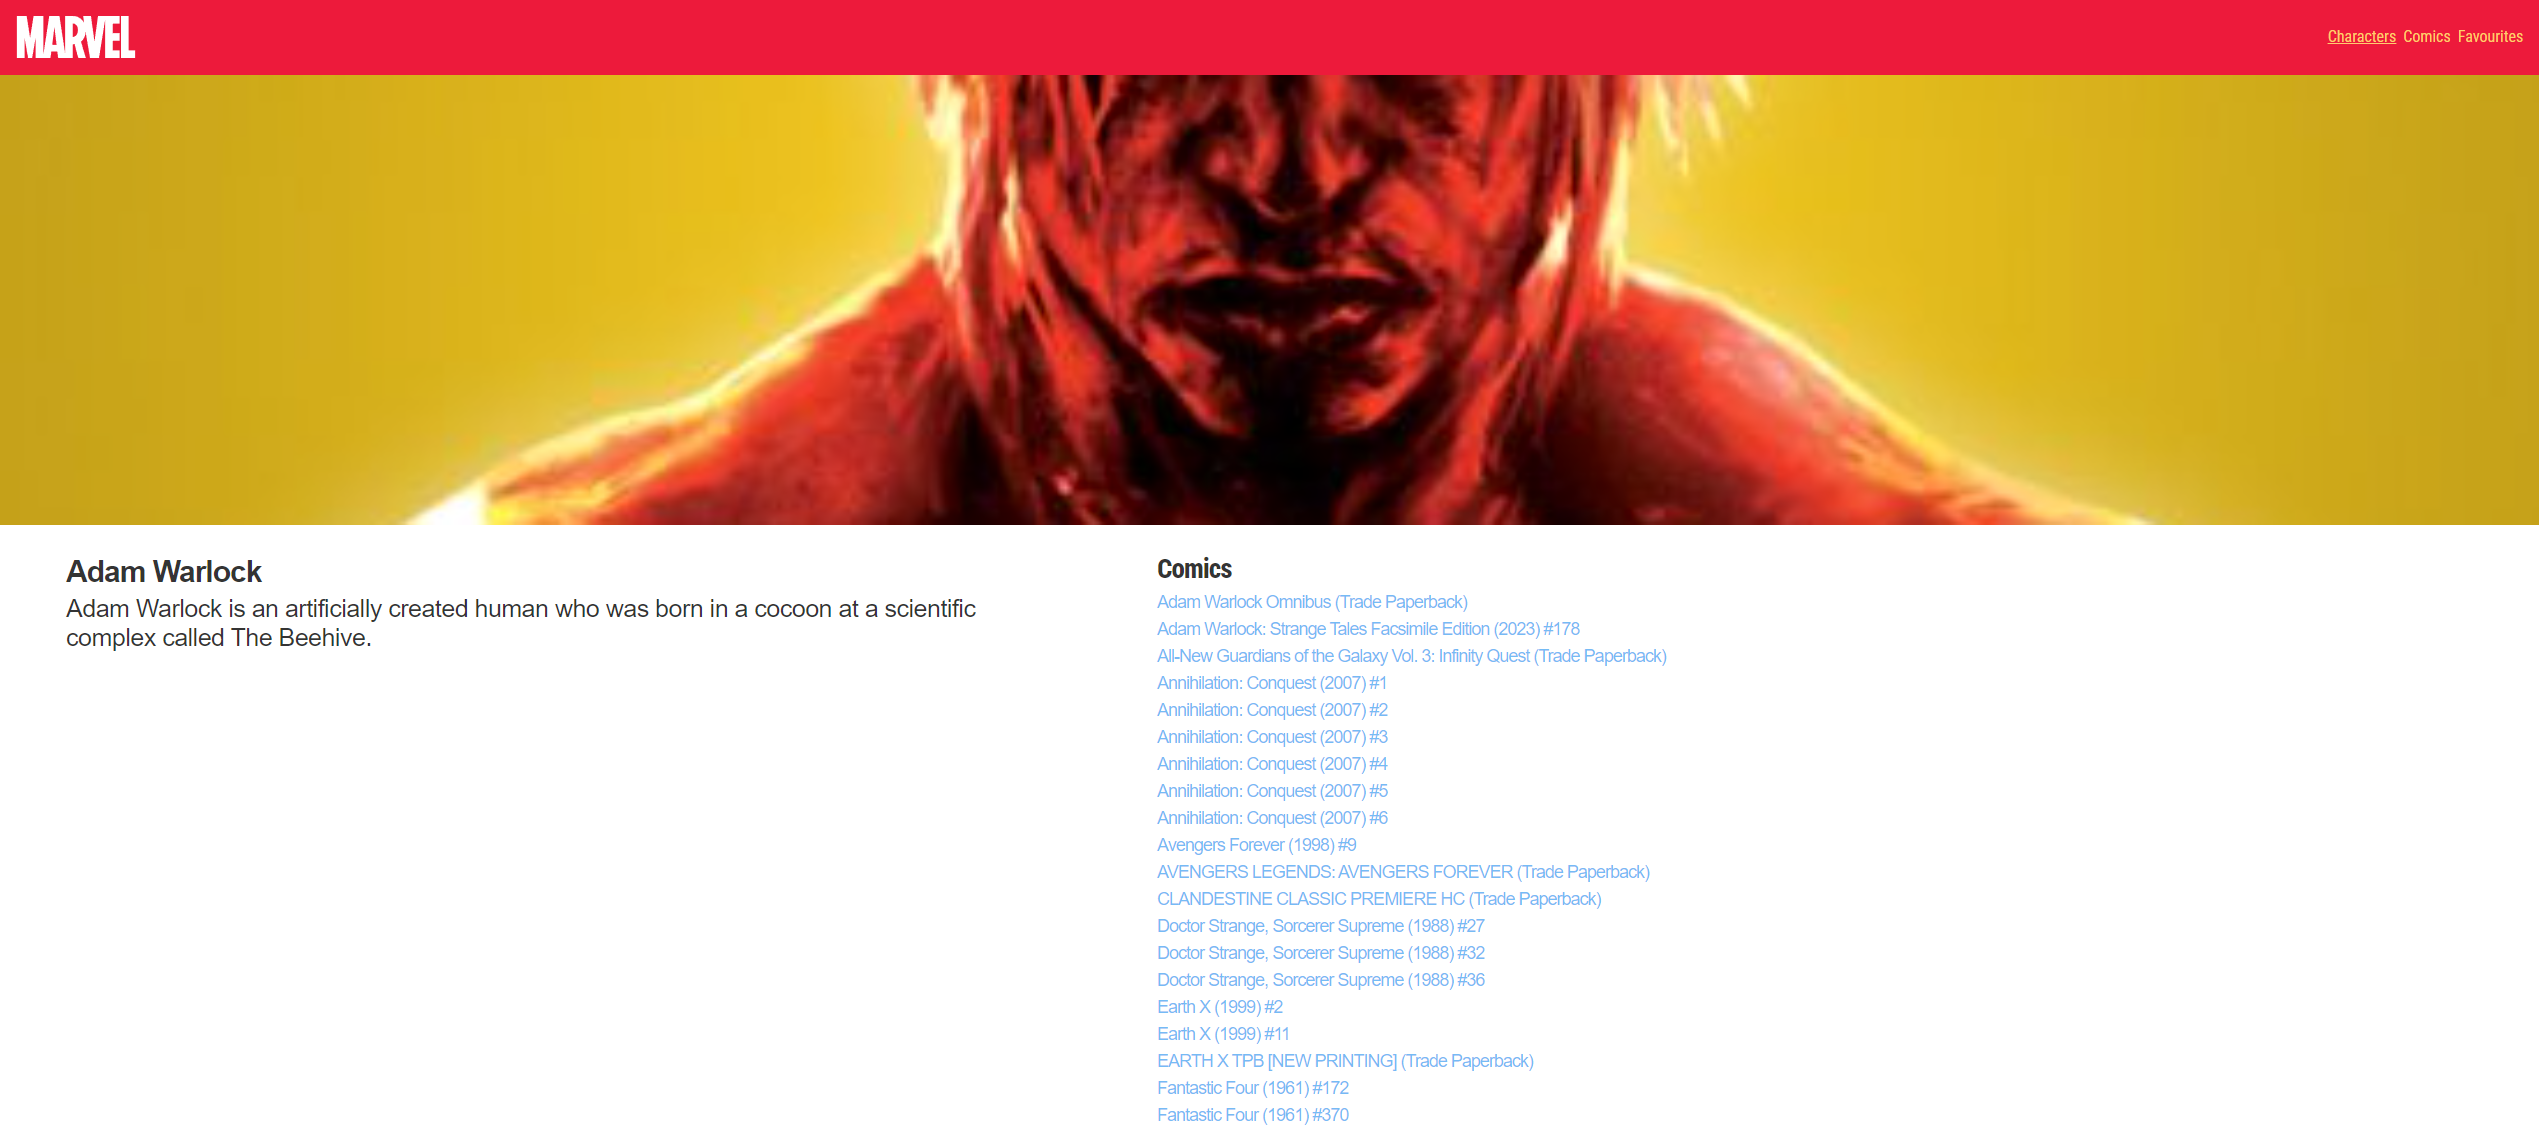 MARVEL
Characters Comics Favourites
Adam Warlock
Adam Warlock is an artificially created human who was born in a cocoon at a scientific
complex called The Beehive.
Comics
Adam Warlock Omnibus (Trade Paperback)
Adam Warlock: Strange Tales Facsimile Edition (2023) #178
All-New Guardians of the Galaxy Vol. 3: Infinity Quest (Trade Paperback)
Annihilation: Conquest (2007) #1
Annihilation: Conquest (2007) #2
Annihilation: Conquest (2007) #3
Annihilation: Conquest (2007) #4
Annihilation: Conquest (2007) #5
Annihilation: Conquest (2007) #6
Avengers Forever (1998) #9
AVENGERS LEGENDS: AVENGERS FOREVER (Trade Paperback)
CLANDESTINE CLASSIC PREMIERE HC (Trade Paperback)
Doctor Strange, Sorcerer Supreme (1988) #27
Doctor Strange, Sorcerer Supreme (1988) #32
Doctor Strange, Sorcerer Supreme (1988) #36
Earth X (1999) #2
Earth X (1999) #11
EARTH X TPB [NEW PRINTING] (Trade Paperback)
Fantastic Four (1961) #172
Fantastic Four (1961) #370